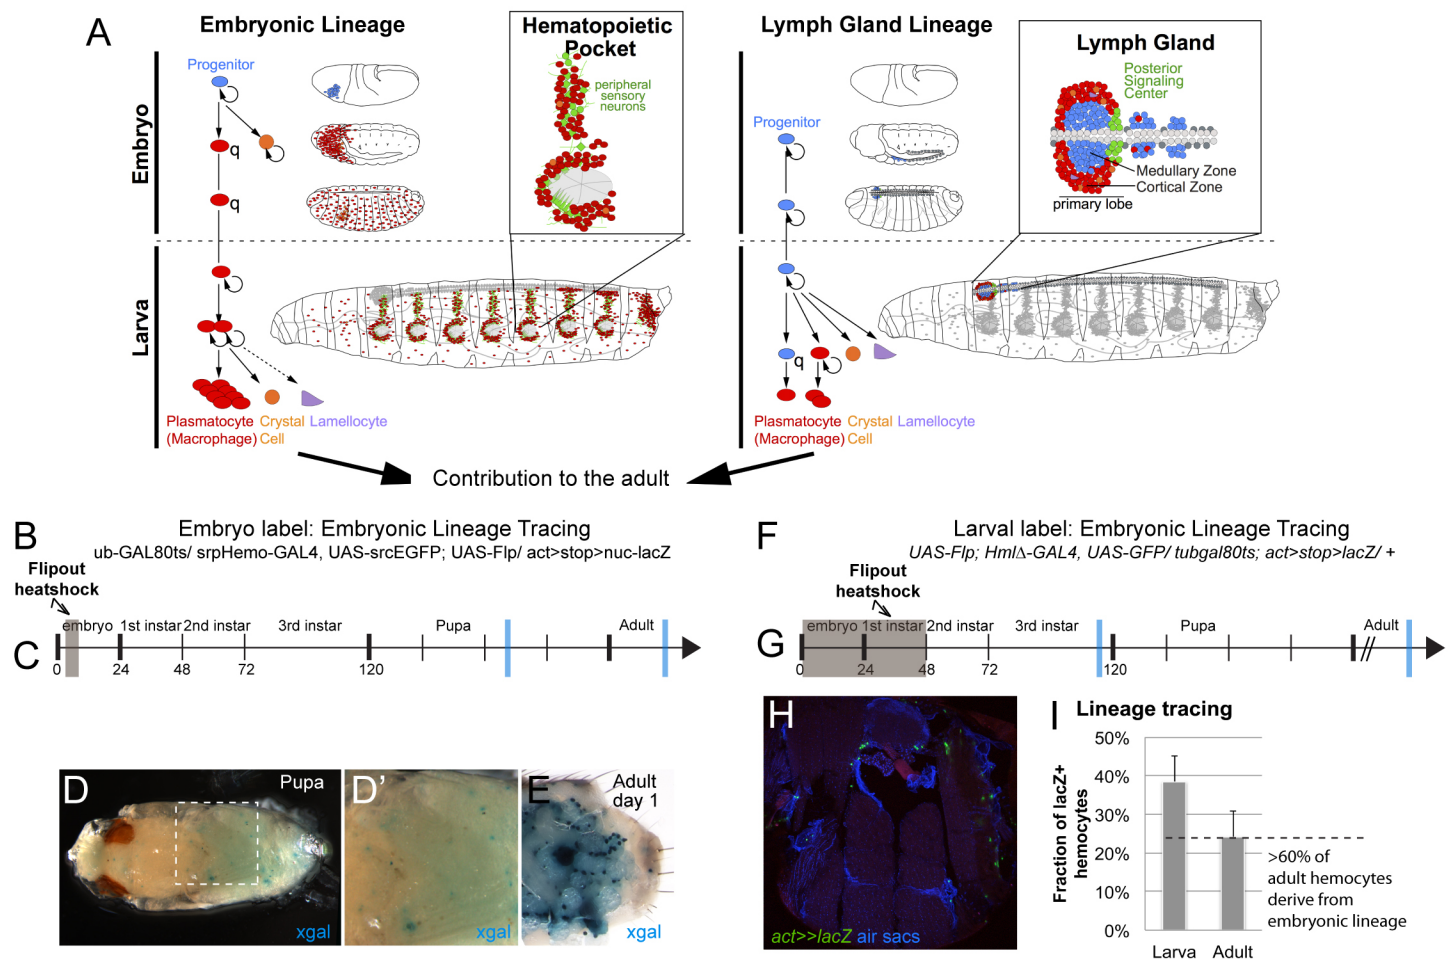 A
Embryonic Lineage
Hematopoietic
Pocket
peripheral
sensory
neurons
Progenitor
q
q
Embryo
Larva
Plasmatocyte
(Macrophage)
Crystal
Cell
Lamellocyte
Lymph Gland Lineage
Lymph Gland
Posterior
Signaling
Center
Medullary Zone
Cortical Zone
primary lobe
Progenitor
q
Embryo
Larva
Plasmatocyte
(Macrophage)
Crystal
Cell
Lamellocyte
Contribution to the adult
B
Embryo label: Embryonic Lineage Tracing
ub-GAL80ts/ srpHemo-GAL4, UAS-srcEGFP; UAS-Flp/ act>stop>nuc-lacZ
Flipout
heatshock
C
embryo 1st instar 2nd instar 3rd instar Pupa Adult
0 24 48 72 120
D
Pupa
xgal
D’
xgal
E
Adult
day 1
xgal
F
Larval label: Embryonic Lineage Tracing
UAS-Flp; HmlΔ-GAL4, UAS-GFP/ tubgal80ts; act>stop>lacZ/ +
Flipout
heatshock
G
embryo 1st instar 2nd instar 3rd instar Pupa Adult
0 24 48 72 120
H
act>>lacZ air sacs
I
Lineage tracing
Fraction of lacZ+
hemocytes
50%
40%
30%
20%
10%
0%
Larva Adult
>60% of
adult hemocytes
derive from
embryonic lineage